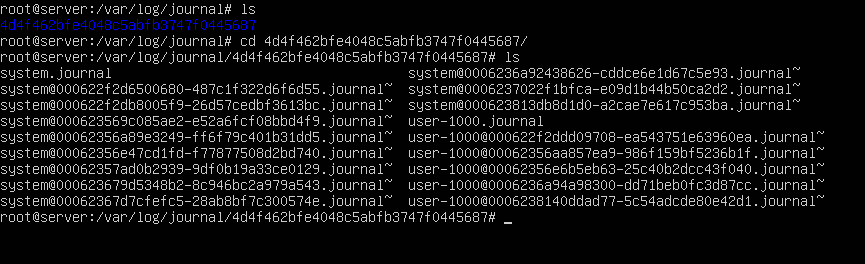 root@server:/var/log/journal# ls
4d4f462bfe4048c5abfb3747f0445687
root@server:/var/log/journal# cd 4d4f462bfe4048c5abfb3747f0445687/
root@server:/var/log/journal/4d4f462bfe4048c5abfb3747f0445687# ls
system.journal system@0006236a92438626-cddce6e1d67c5e93.journal~
system@000622f2d6500680-487c1f322d6f6d55.journal~ system@0006237022f1bfca-e09d1b44b50ca2d2.journal~
system@000622f2db8005f9-26d57cedbf3613bc.journal~ system@000623813db8d1d0-a2cae7e617c953ba.journal~
system@000623569c085ae2-e52a6fcf08bbd4f9.journal~ user-1000.journal
system@00062356a89e3249-ff6f79c401b31dd5.journal~ user-1000@000622f2ddd09708-ea543751e63960ea.journal~
system@00062356e47cd1fd-f77877508d2bd740.journal~ user-1000@00062356aa857ea9-986f159bf5236b1f.journal~
system@00062357ad0b2939-9df0b19a33ce0129.journal~ user-1000@00062356e6b5eb63-25c40b2dcc43f040.journal~
system@000623679d5348b2-8c946bc2a979a543.journal~ user-1000@0006236a94a98300-dd71beb0fc3d87cc.journal~
system@00062367d7cfefc5-28ab8bf7c300574e.journal~ user-1000@0006238140ddad77-5c54adcde80e42d1.journal~
root@server:/var/log/journal/4d4f462bfe4048c5abfb3747f0445687# _